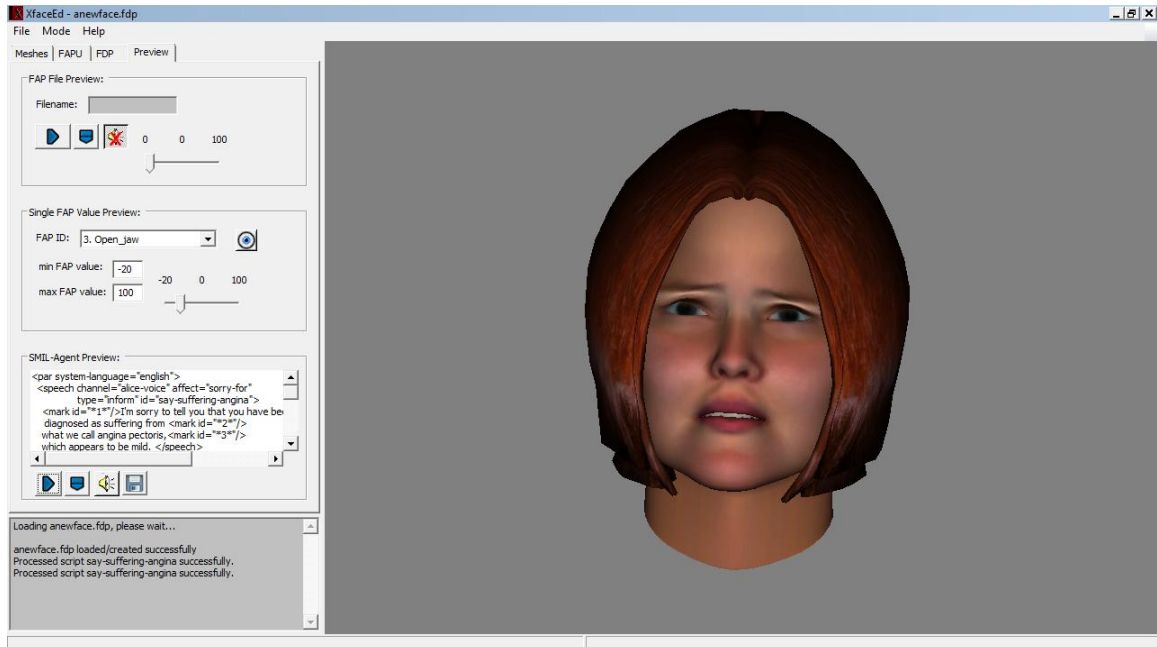 XfaceEd - anewface.fdp
File Mode Help
Meshes FAPU FDP Preview
FAP File Preview:
Filename:
0 0 100
Single FAP Value Preview:
FAP ID: 3. Open_jaw
min FAP value: -20
max FAP value: 100
-20 0 100
SMIL-Agent Preview:
<par system-language="english">
<speech channel="alice-voice" affect="sorry-for"
type="inform" id="say-suffering-angina">
<mark id="*1*"/>I'm sorry to tell you that you have bee
diagnosed as suffering from <mark id="*2*"/>
what we call angina pectoris,<mark id="*3*"/>
which appears to be mild. </speech>
Loading anewface.fdp, please wait...
anewface.fdp loaded/created successfully
Processed script say-suffering-angina successfully.
Processed script say-suffering-angina successfully.